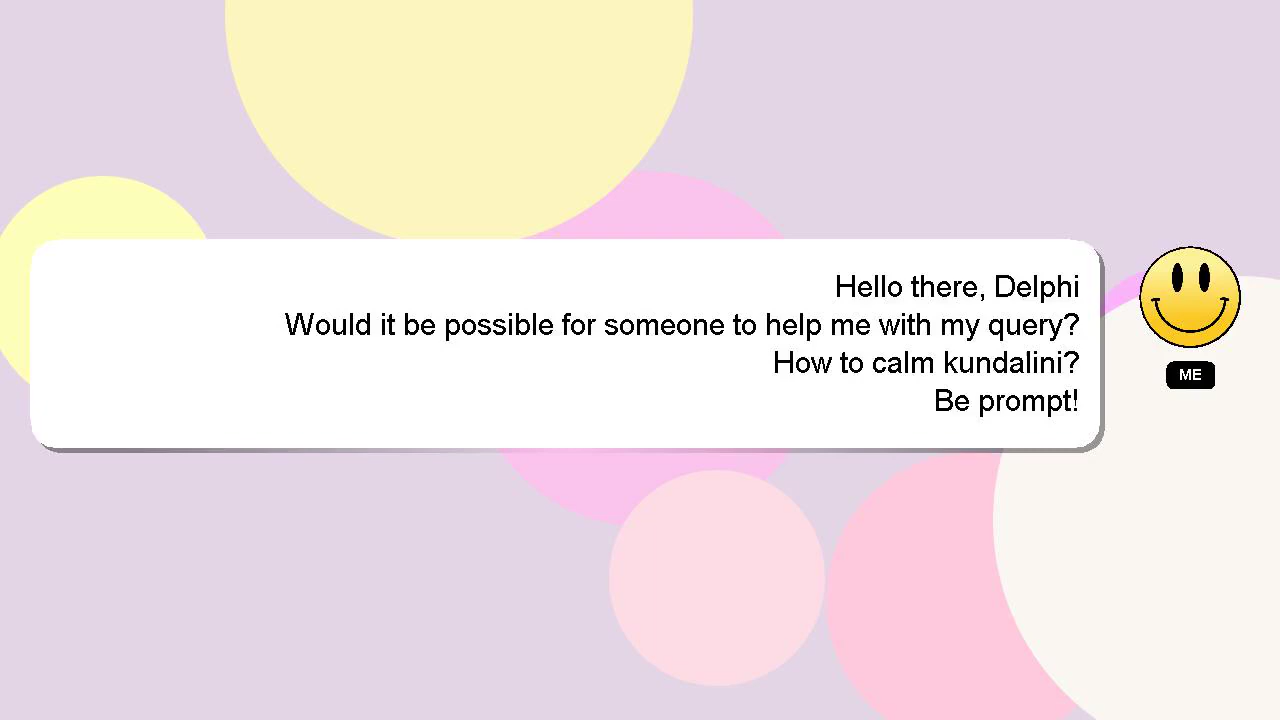 Hello there, Delphi
Would it be possible for someone to help me with my query?
How to calm kundalini?
Be prompt!
ME